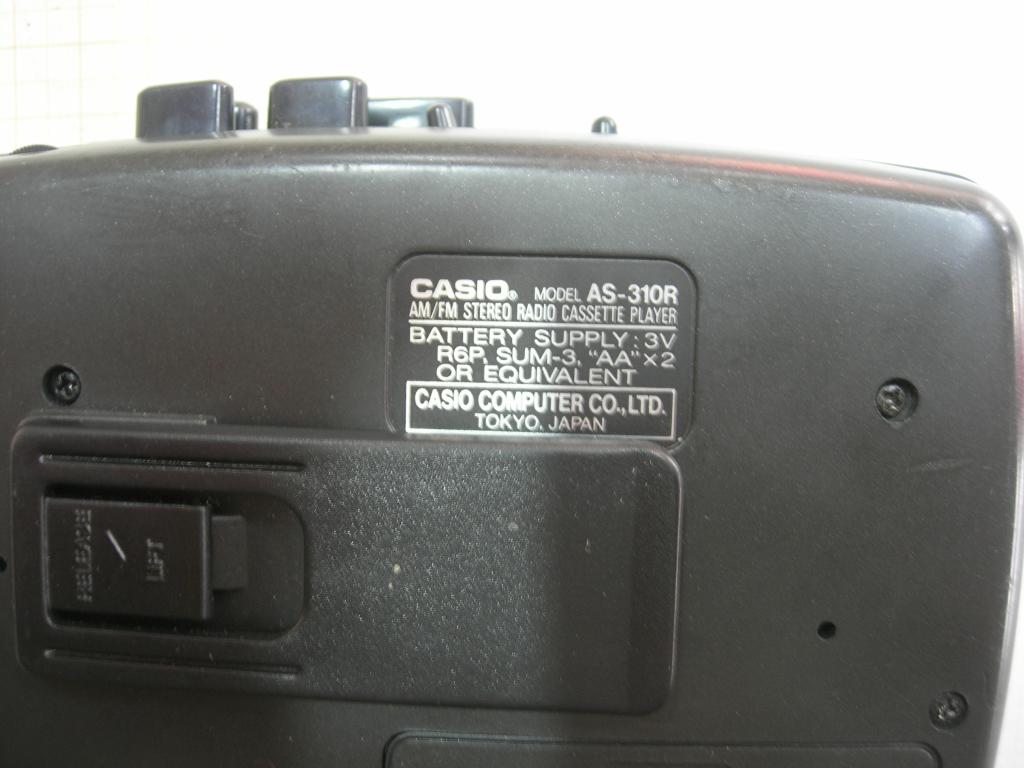 CASIO® MODEL AS-310R
AM/FM STEREO RADIO CASSETTE PLAYER
BATTERY SUPPLY : 3V
R6P, SUM-3, "AA" ×2
OR EQUIVALENT
CASIO COMPUTER CO., LTD.
TOKYO, JAPAN
RELEASE
LIFT